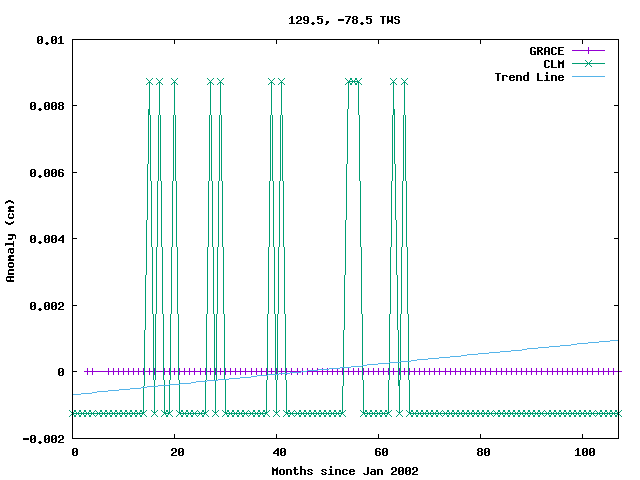 129.5, -78.5 TWS
0.01
0.008
0.006
0.004
0.002
0
-0.002
Anomaly (cm)
GRACE
CLM
Trend Line
0 20 40 60 80 100
Months since Jan 2002